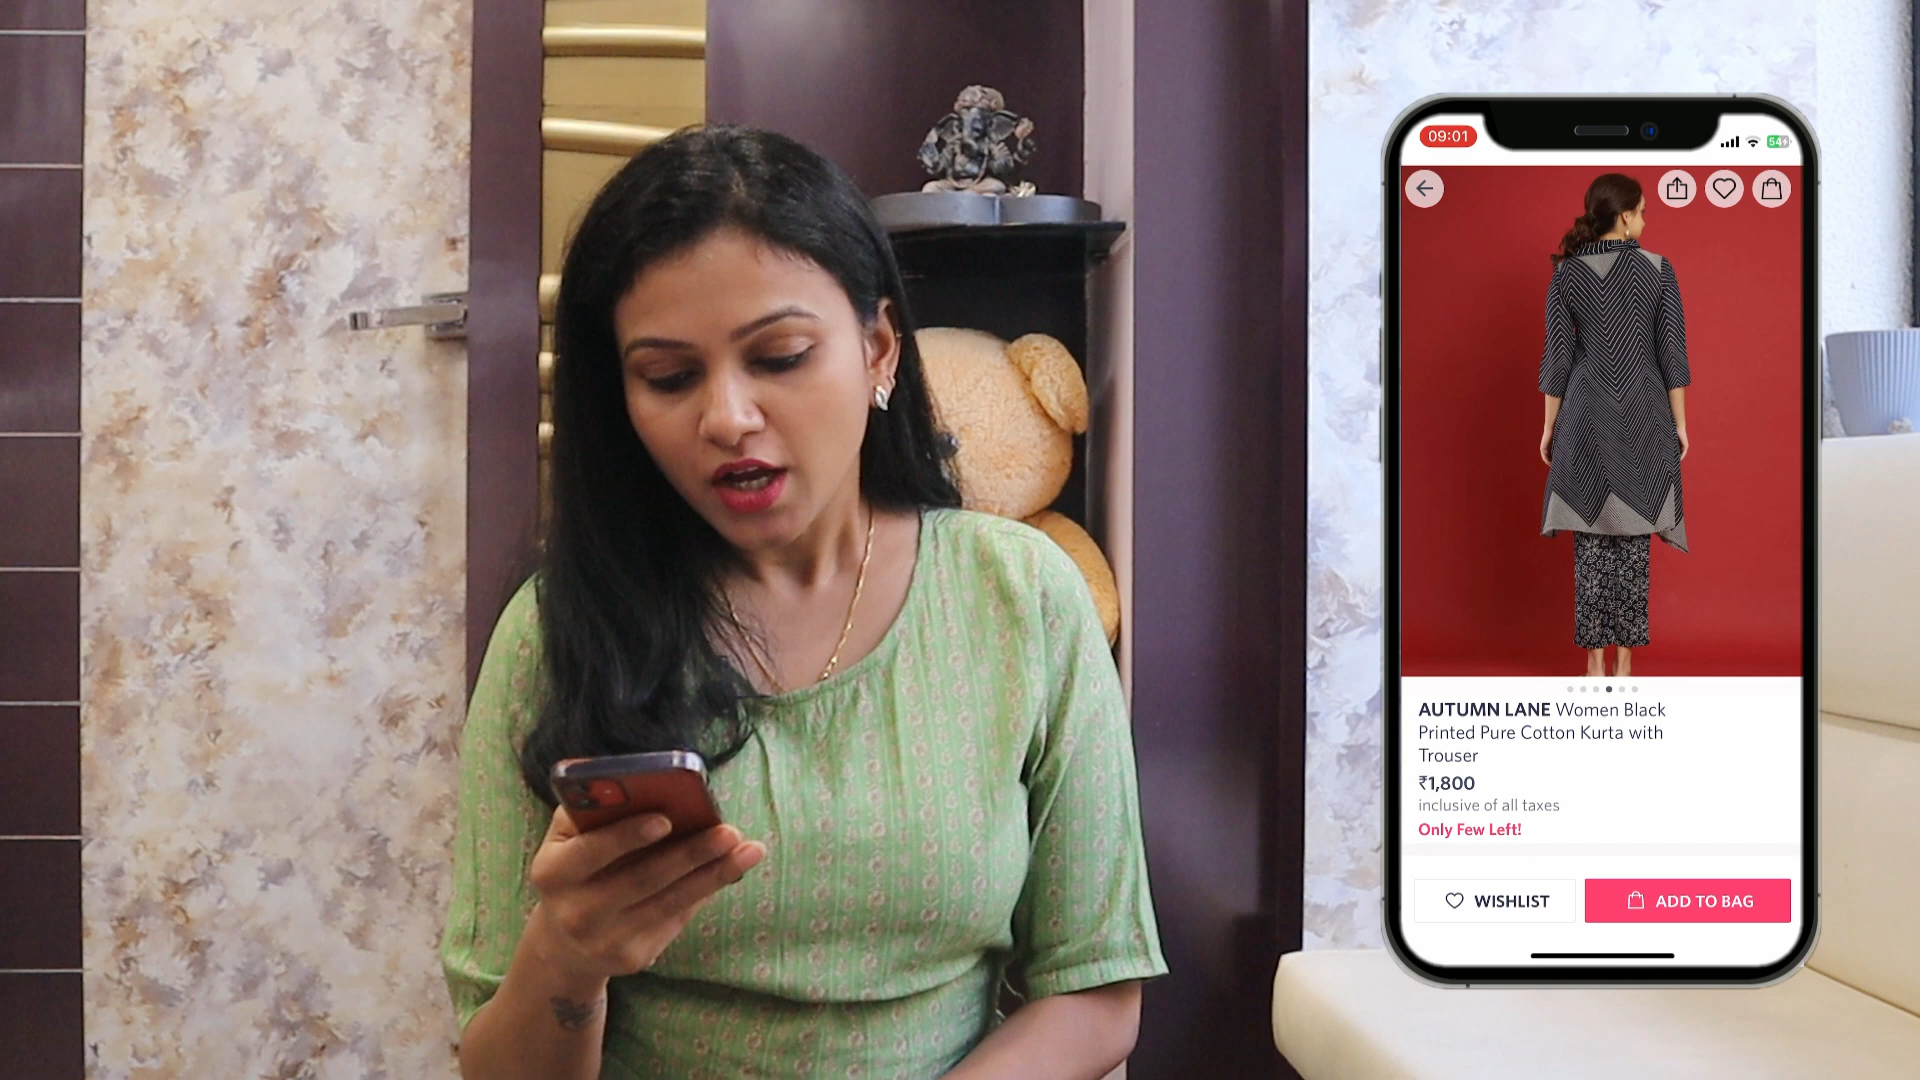 09:01
54
AUTUMN LANE Women Black
Printed Pure Cotton Kurta with
Trouser
₹1,800
inclusive of all taxes
Only Few Left!
WISHLIST
ADD TO BAG